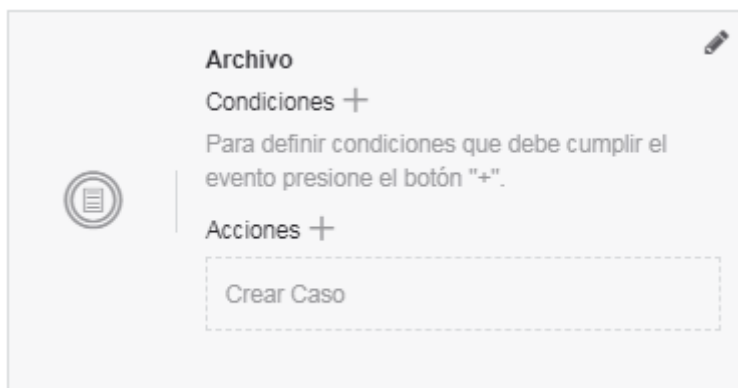 Archivo
Condiciones +
Para definir condiciones que debe cumplir el
evento presione el botón "+".
Acciones +
Crear Caso